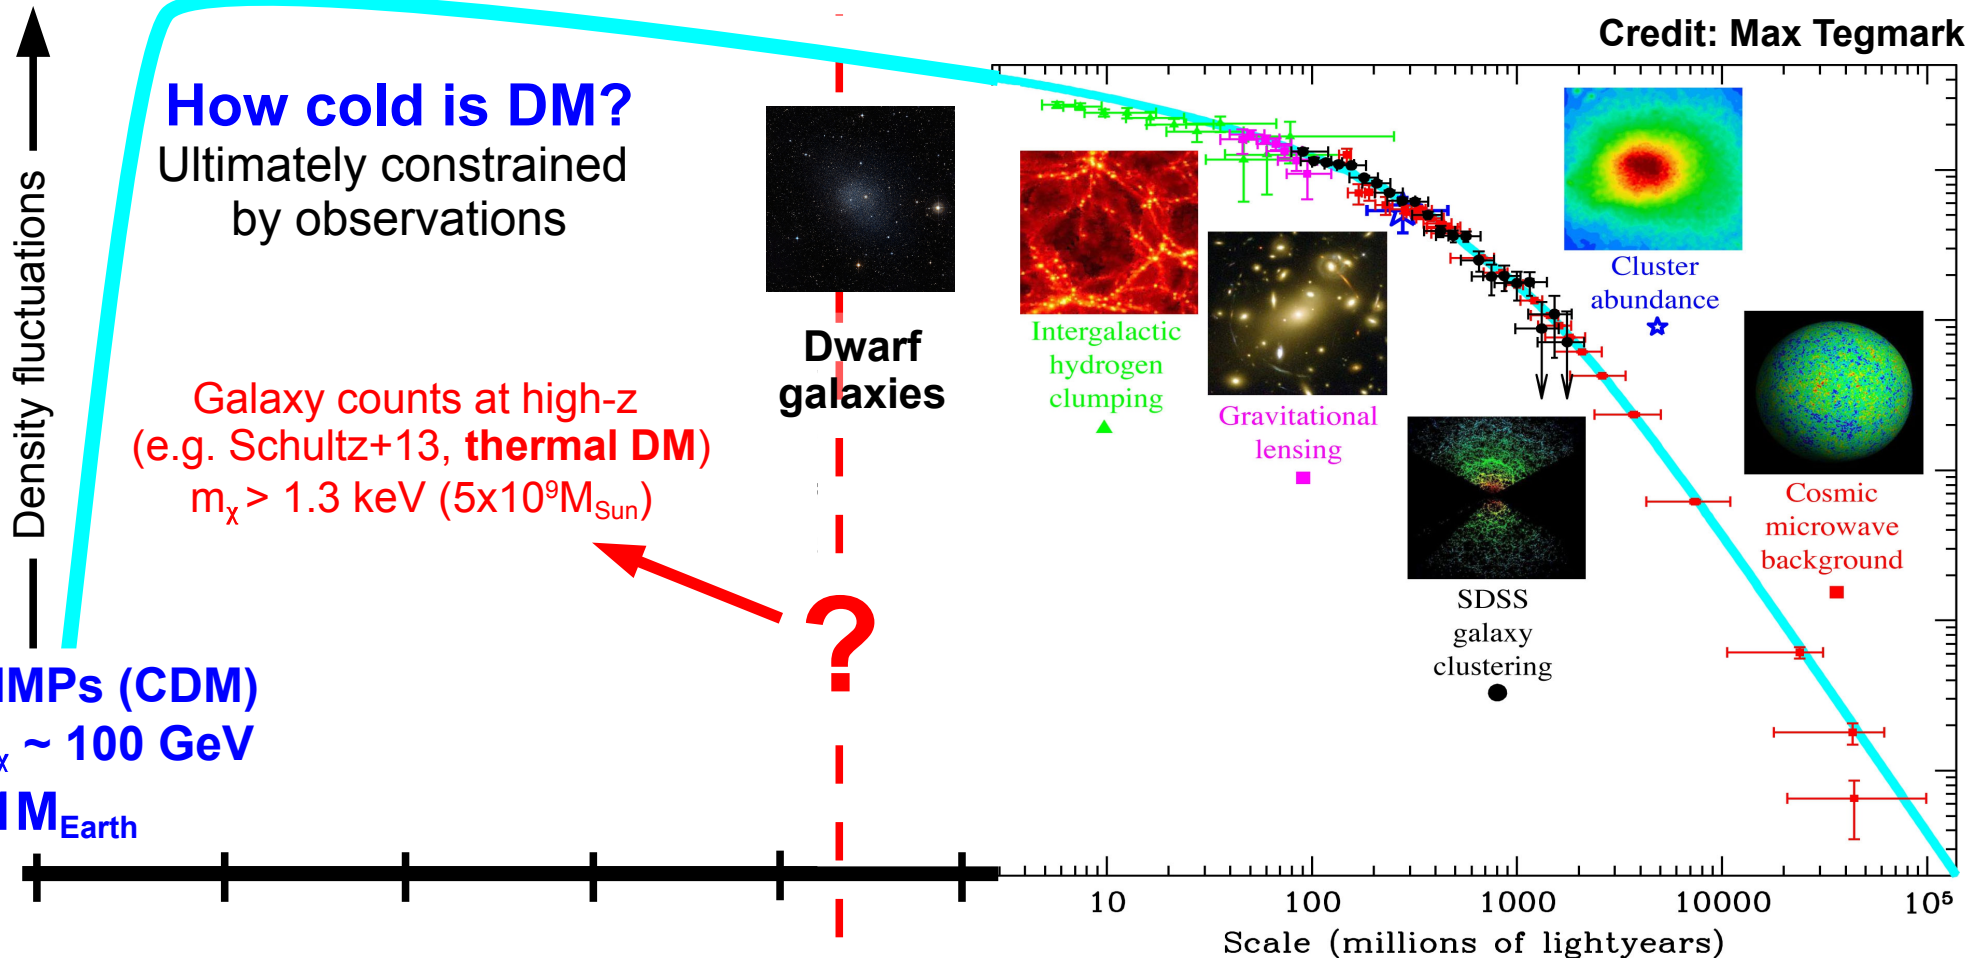 Credit: Max Tegmark
How cold is DM?
Ultimately constrained
by observations
Density fluctuations
Dwarf
galaxies
Galaxy counts at high-z
(e.g. Schultz+13, thermal DM)
mχ > 1.3 keV (5x10⁹MSun)
?
Intergalactic
hydrogen
clumping
Gravitational
lensing
Cluster
abundance
SDSS
galaxy
clustering
Cosmic
microwave
background
IMPs (CDM)
χ ~ 100 GeV
1MEarth
10 100 1000 10000 10⁵
Scale (millions of lightyears)